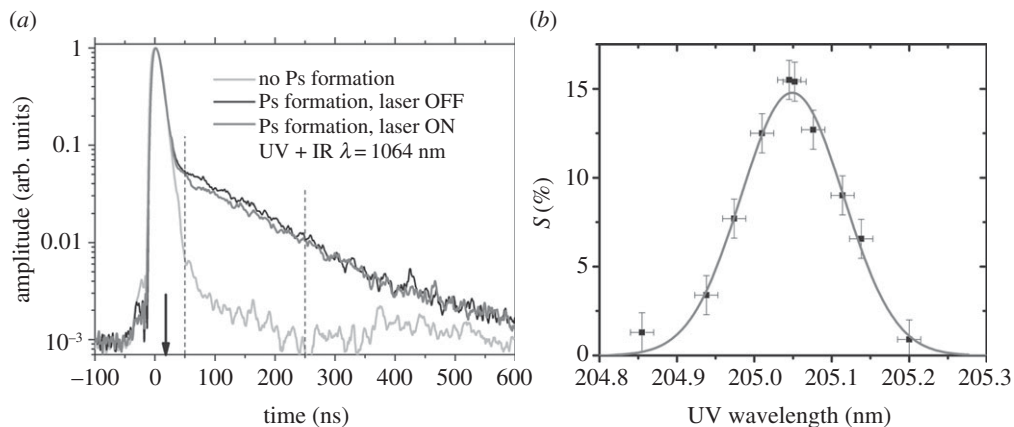 (a)
1
0.1
0.01
10⁻³
amplitude (arb. units)
no Ps formation
Ps formation, laser OFF
Ps formation, laser ON
UV + IR λ = 1064 nm
−100 0 100 200 300 400 500 600
time (ns)
(b)
15
10
5
0
S (%)
204.8 204.9 205.0 205.1 205.2 205.3
UV wavelength (nm)